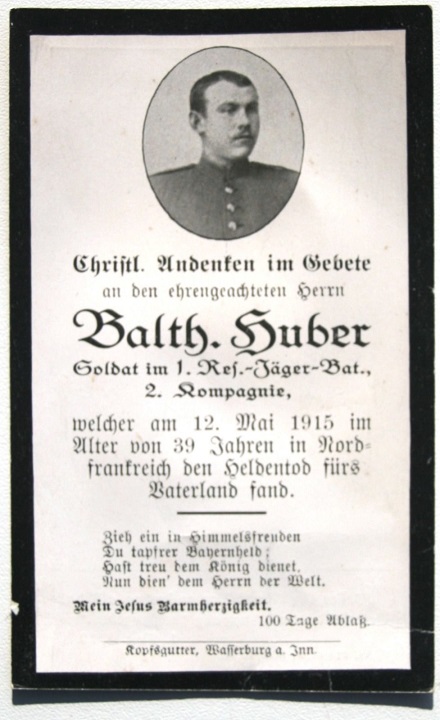 Christl. Andenken im Gebete
an den ehrengeachteten Herrn
Balth. Huber
Soldat im 1. Res.-Jäger-Bat.,
2. Kompagnie,
welcher am 12. Mai 1915 im
Alter von 39 Jahren in Nord-
frankreich den Heldentod fürs
Vaterland fand.
Zieh ein in Himmelsfreuden
Du tapfrer Bayernheld;
Hast treu dem König dienet,
Nun dien' dem Herrn der Welt.
Mein Jesus Barmherzigkeit.
100 Tage Ablaß.
Kopfsgutter, Wasserburg a. Inn.